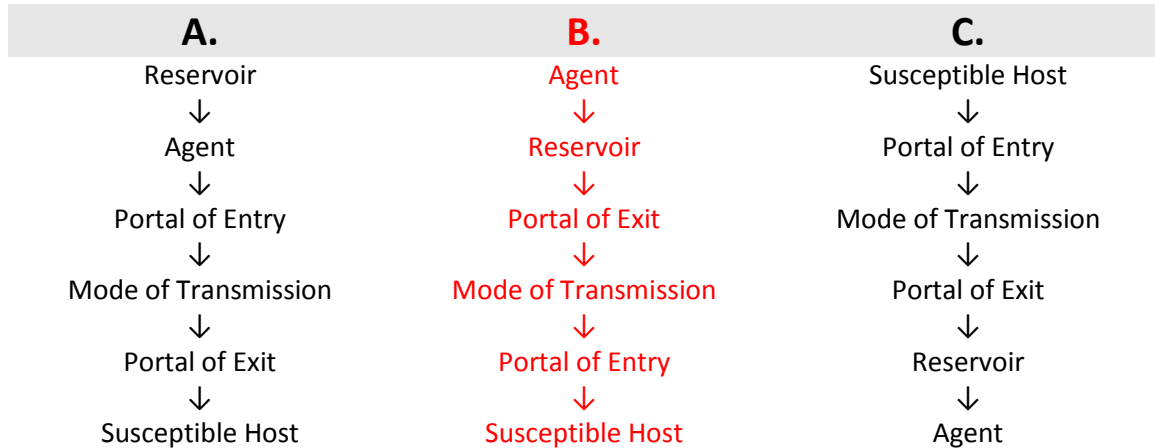 A. B. C.
Reservoir Agent Susceptible Host
↓ ↓ ↓
Agent Reservoir Portal of Entry
↓ ↓ ↓
Portal of Entry Portal of Exit Mode of Transmission
↓ ↓ ↓
Mode of Transmission Mode of Transmission Portal of Exit
↓ ↓ ↓
Portal of Exit Portal of Entry Reservoir
↓ ↓ ↓
Susceptible Host Susceptible Host Agent